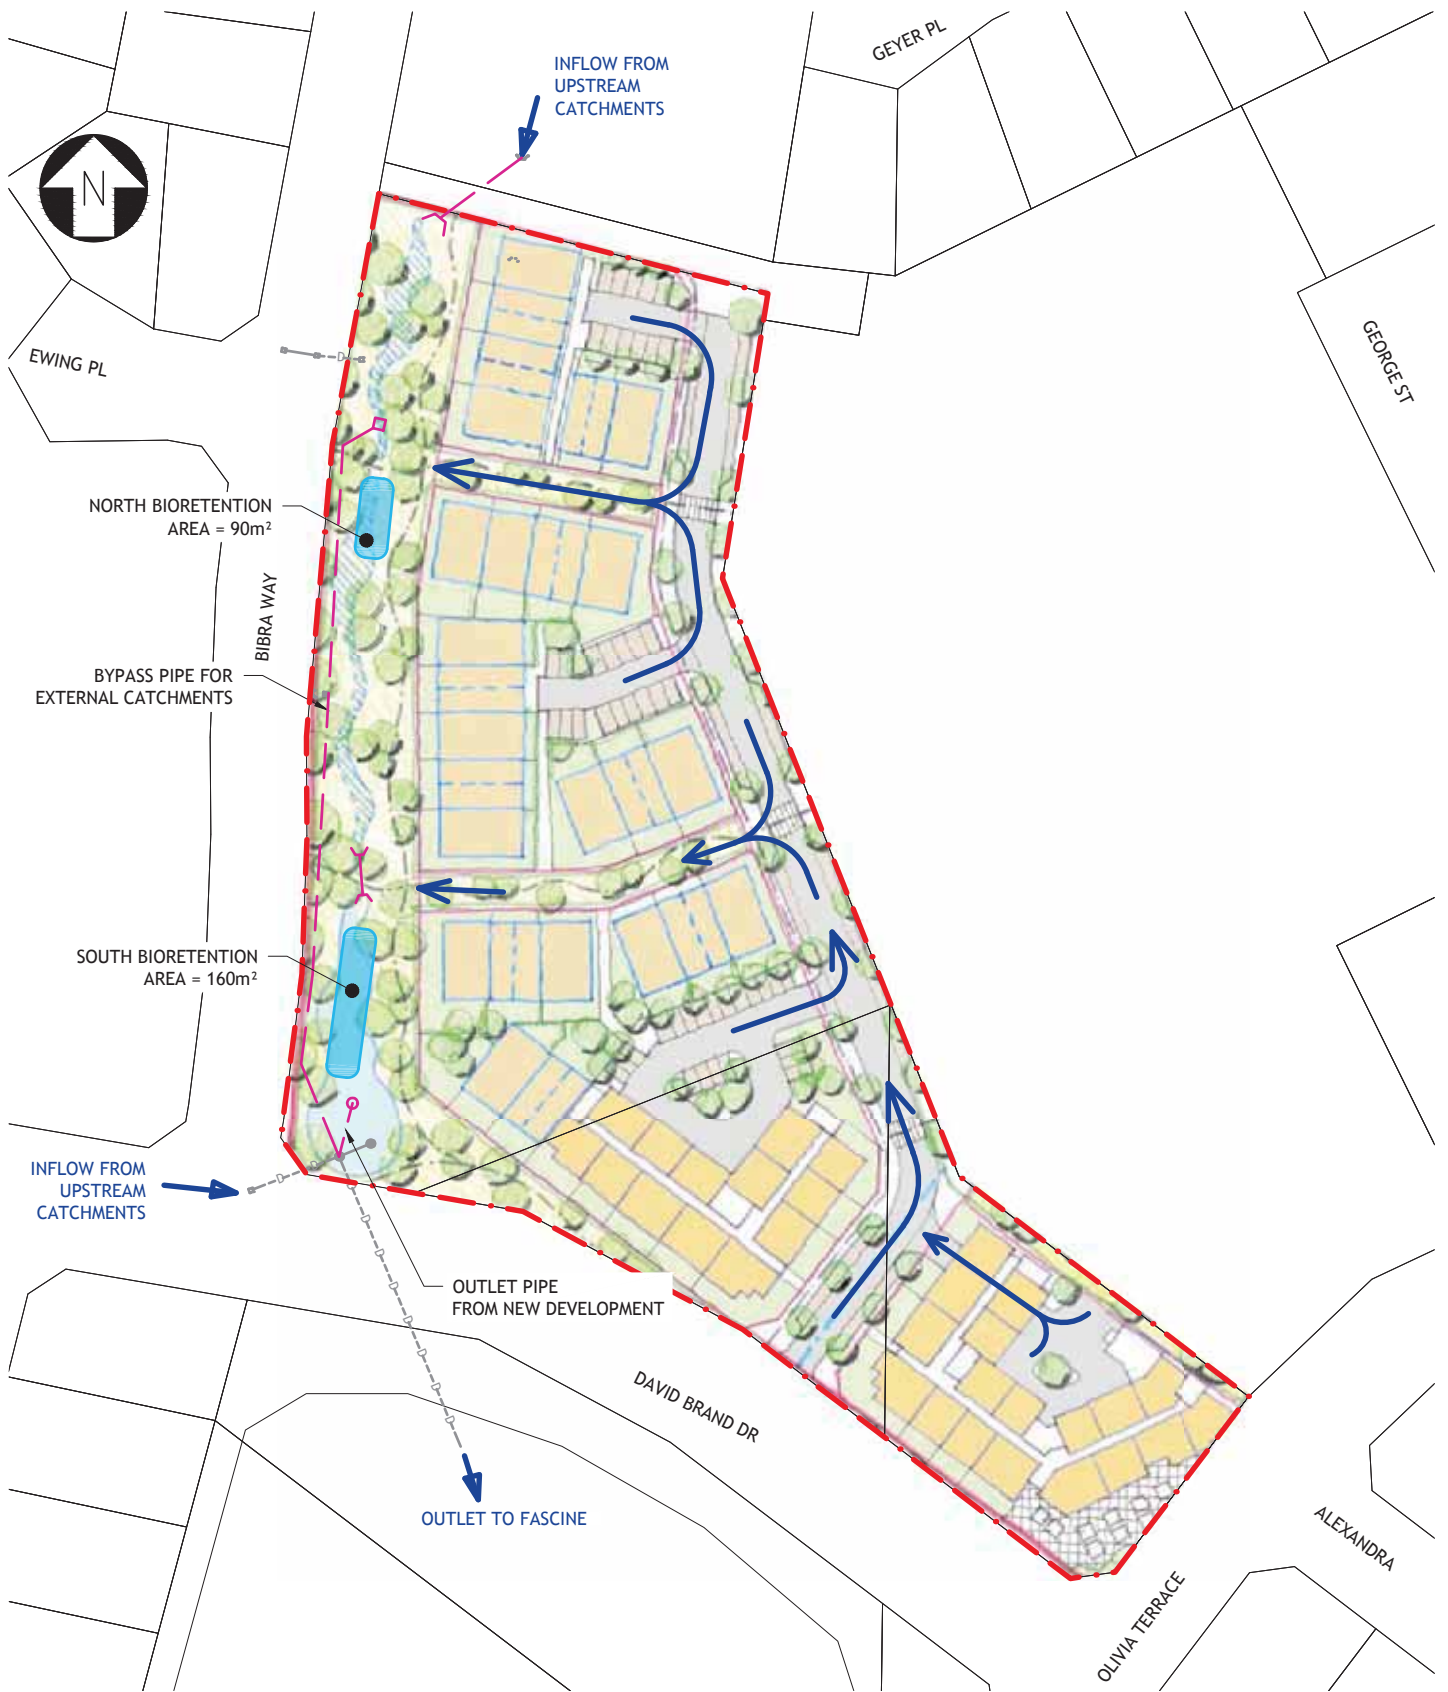 GEYER PL
INFLOW FROM
UPSTREAM
CATCHMENTS
N
GEORGE ST
EWING PL
NORTH BIORETENTION
AREA = 90m²
BIBRA WAY
BYPASS PIPE FOR
EXTERNAL CATCHMENTS
SOUTH BIORETENTION
AREA = 160m²
INFLOW FROM
UPSTREAM
CATCHMENTS
OUTLET PIPE
FROM NEW DEVELOPMENT
DAVID BRAND DR
OUTLET TO FASCINE
ALEXANDRA
OLIVIA TERRACE